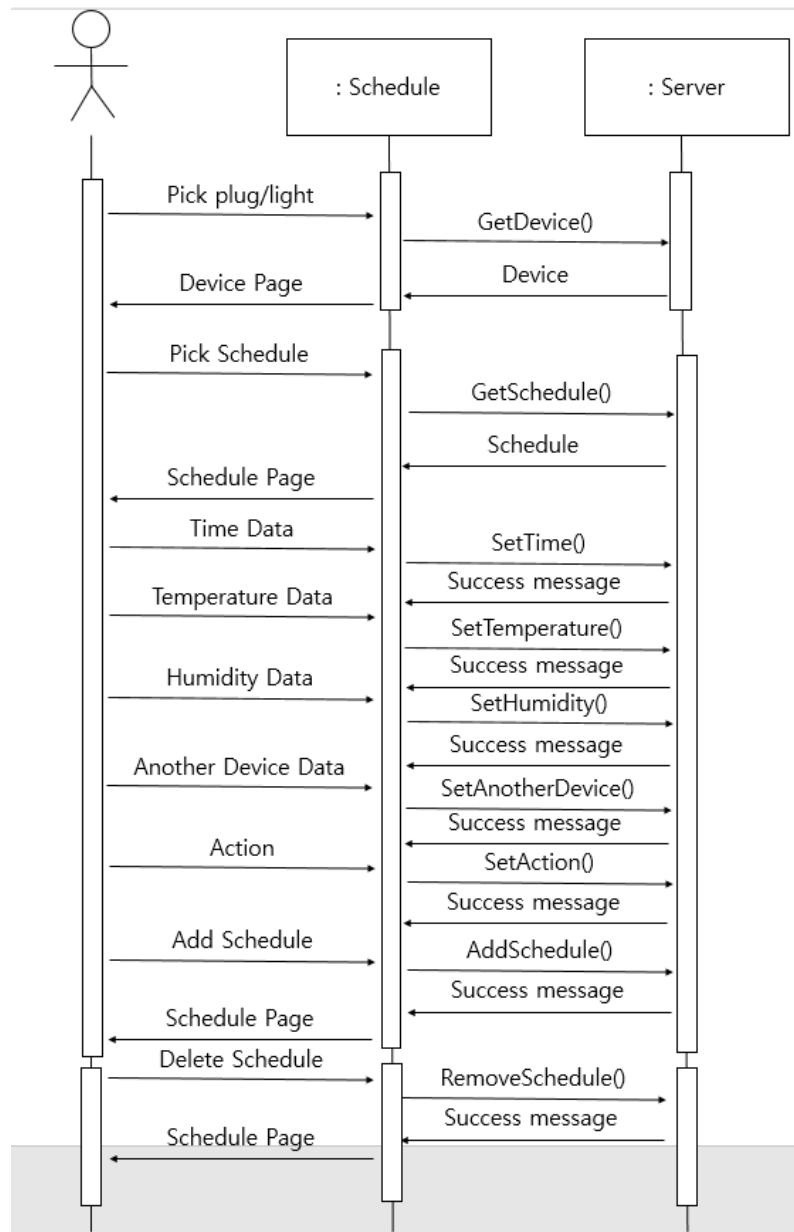 : Schedule
: Server
Pick plug/light
GetDevice()
Device
Device Page
Pick Schedule
GetSchedule()
Schedule
Schedule Page
Time Data
SetTime()
Success message
Temperature Data
SetTemperature()
Success message
Humidity Data
SetHumidity()
Success message
Another Device Data
SetAnotherDevice()
Success message
Action
SetAction()
Success message
Add Schedule
AddSchedule()
Success message
Schedule Page
Delete Schedule
RemoveSchedule()
Success message
Schedule Page